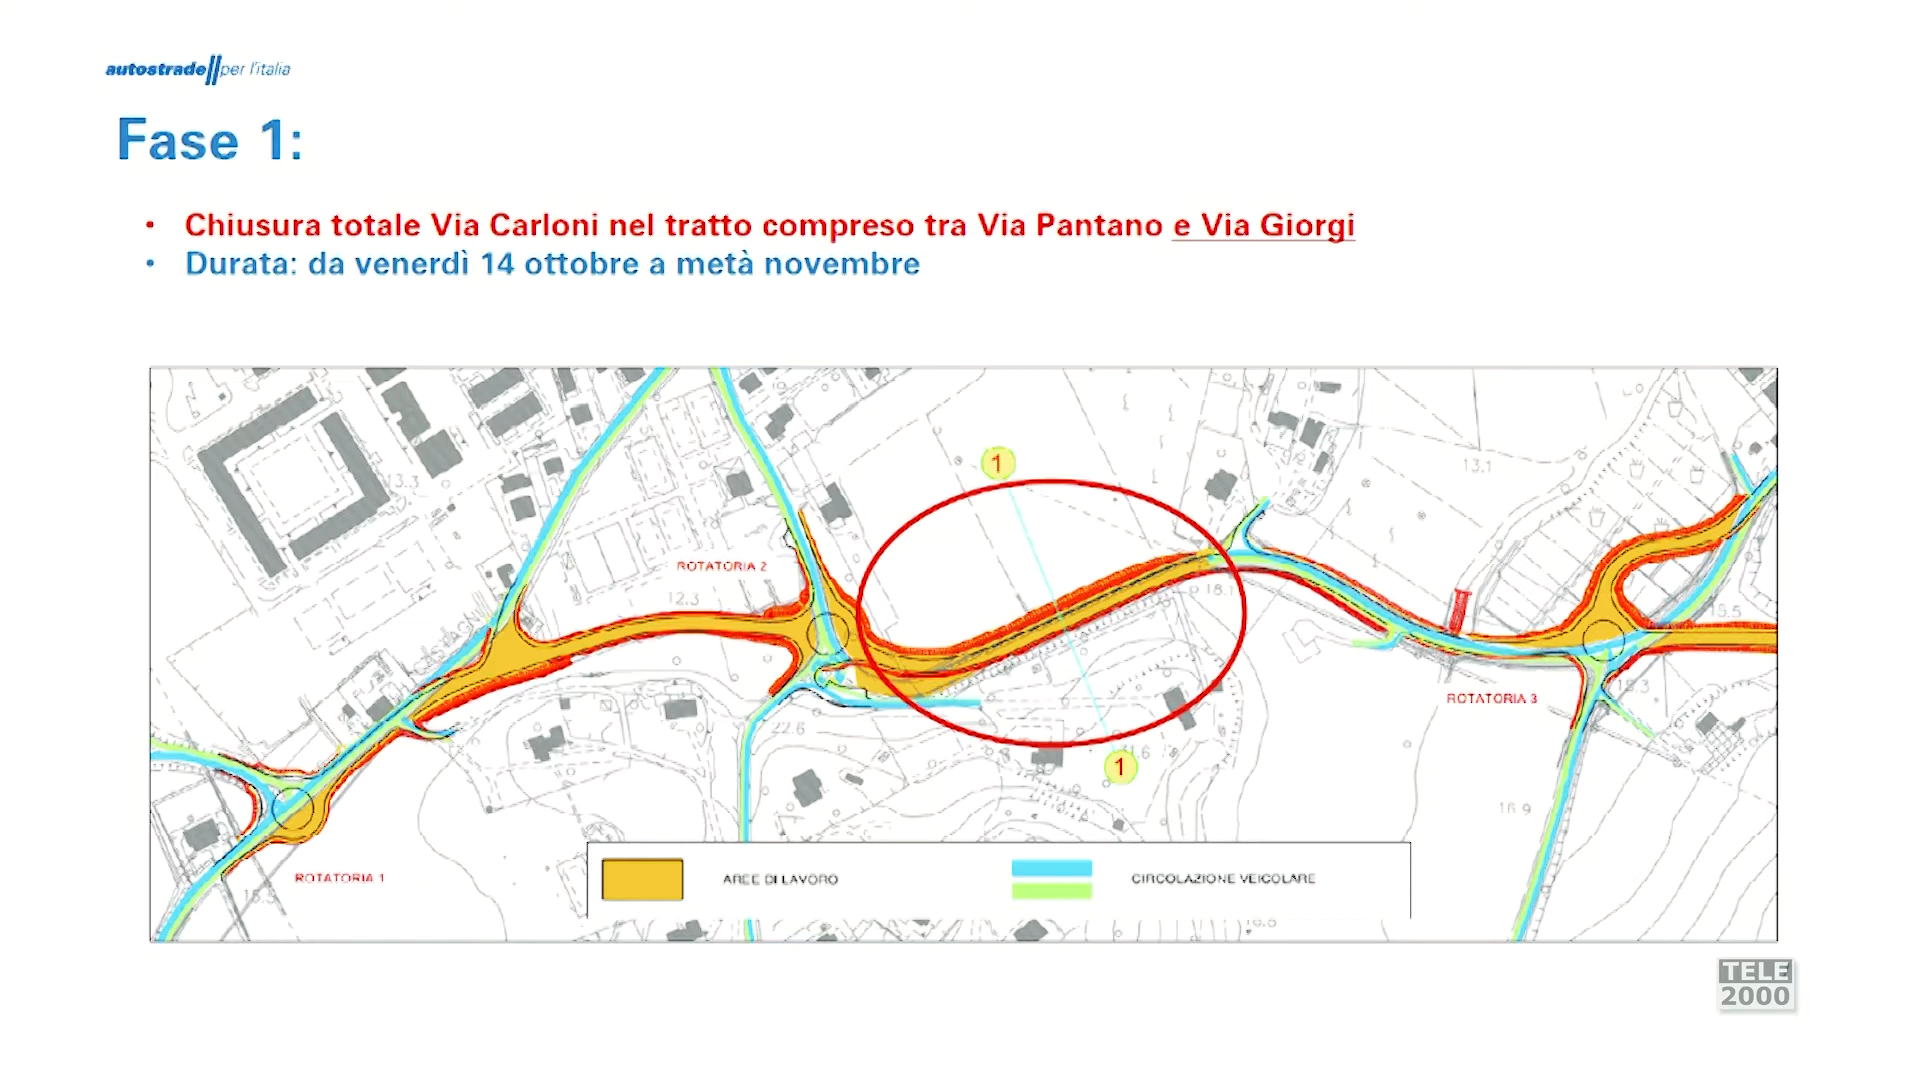 autostrade//per l'italia
Fase 1:
• Chiusura totale Via Carloni nel tratto compreso tra Via Pantano e Via Giorgi
• Durata: da venerdì 14 ottobre a metà novembre
1
13.1
13.3
ROTATORIA 2
12.3
18.1
ROTATORIA 3
22.6
1
16.9
ROTATORIA 1
AREE DI LAVORO
CIRCOLAZIONE VEICOLARE
TELE
2000